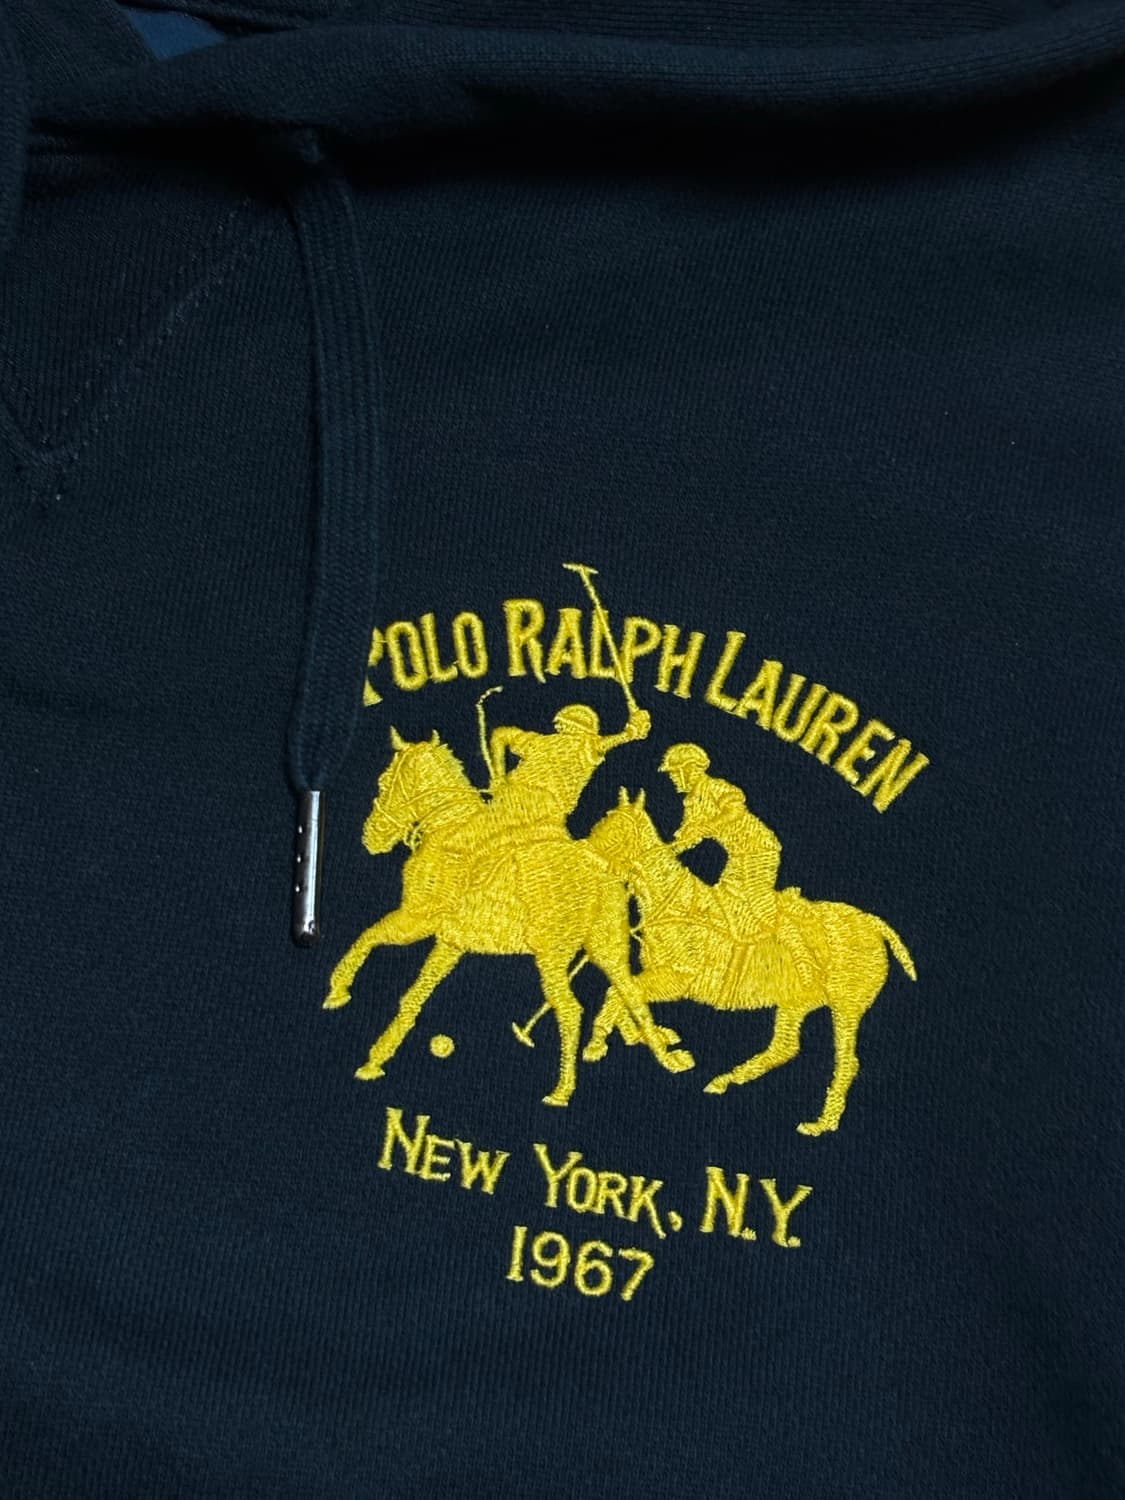 POLO RALPH LAUREN
NEW YORK, N.Y.
1967